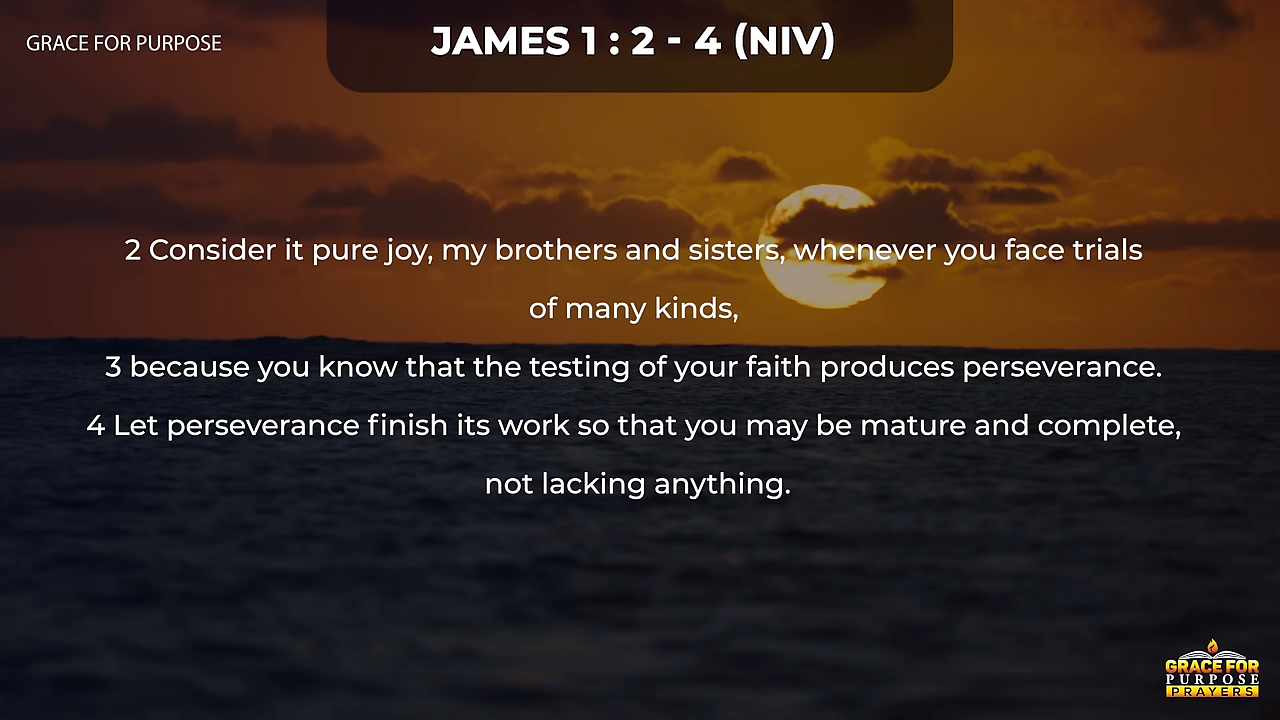 GRACE FOR PURPOSE
JAMES 1 : 2 - 4 (NIV)
2 Consider it pure joy, my brothers and sisters, whenever you face trials
of many kinds,
3 because you know that the testing of your faith produces perseverance.
4 Let perseverance finish its work so that you may be mature and complete,
not lacking anything.
GRACE FOR
PURPOSE
PRAYERS